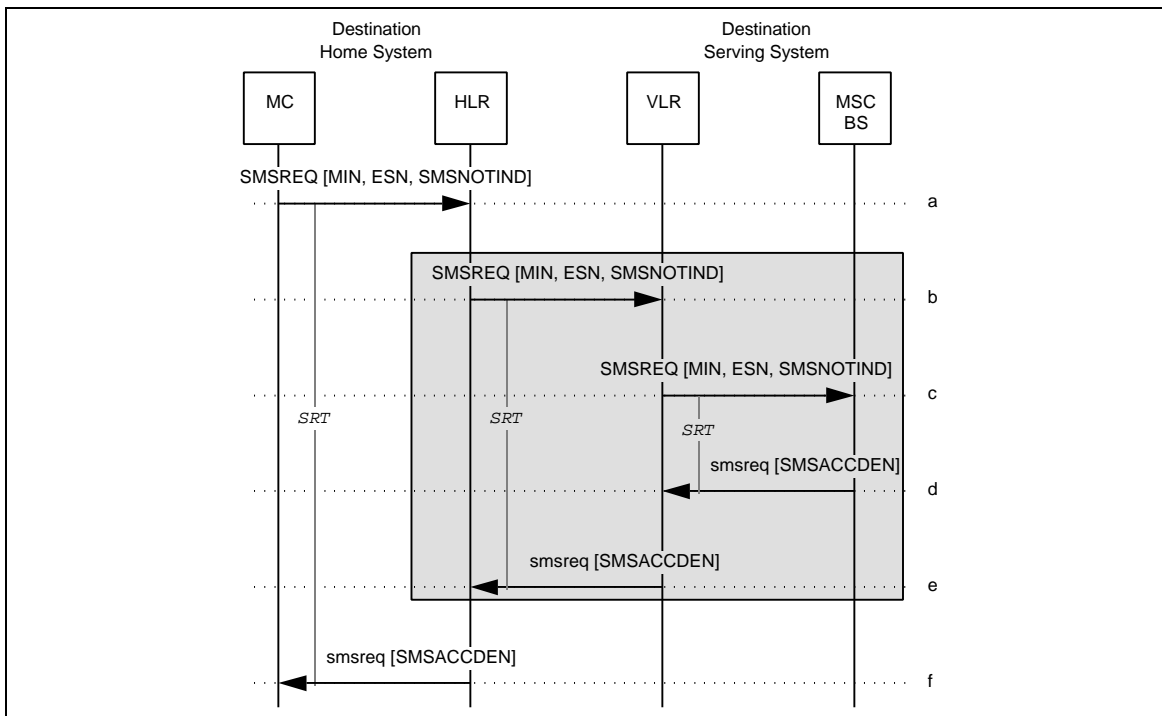 Destination
Home System
Destination
Serving System
MC
HLR
VLR
MSC
BS
SMSREQ [MIN, ESN, SMSNOTIND]
a
SMSREQ [MIN, ESN, SMSNOTIND]
b
SMSREQ [MIN, ESN, SMSNOTIND]
c
SRT
SRT
SRT
smsreq [SMSACCDEN]
d
smsreq [SMSACCDEN]
e
smsreq [SMSACCDEN]
f